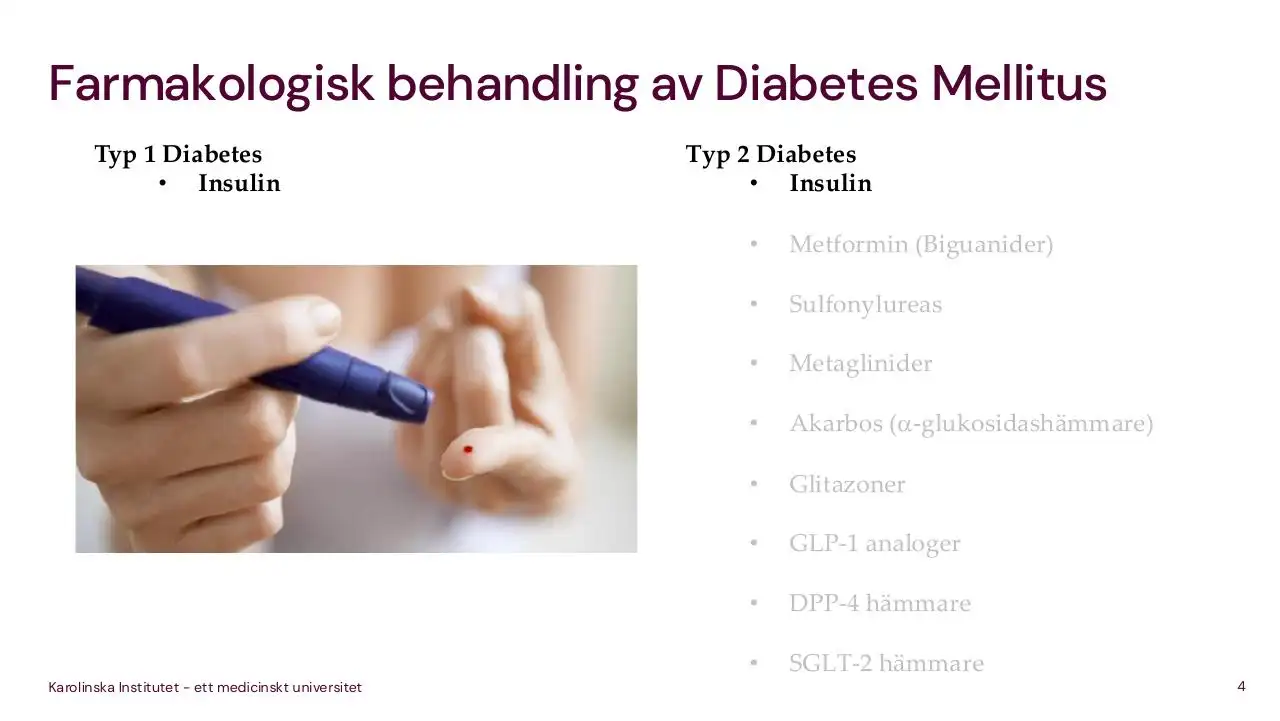 Farmakologisk behandling av Diabetes Mellitus
Typ 1 Diabetes
• Insulin
Typ 2 Diabetes
• Insulin
• Metformin (Biguanider)
• Sulfonylureas
• Metaglinider
• Akarbos (α-glukosidashämmare)
• Glitazoner
• GLP-1 analoger
• DPP-4 hämmare
• SGLT-2 hämmare
Karolinska Institutet - ett medicinskt universitet
4